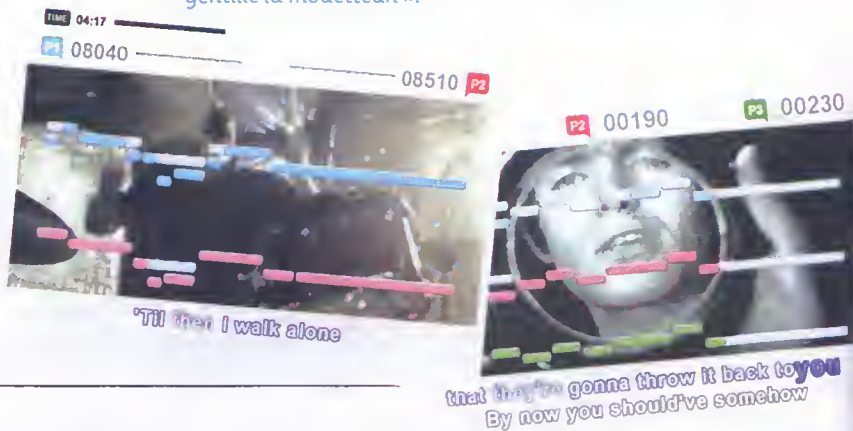 TIME 04:17
P1 08040
08510 P2
'Til then I walk alone
P2 00190
P3 00230
that they're gonna throw it back to you
By now you should've somehow